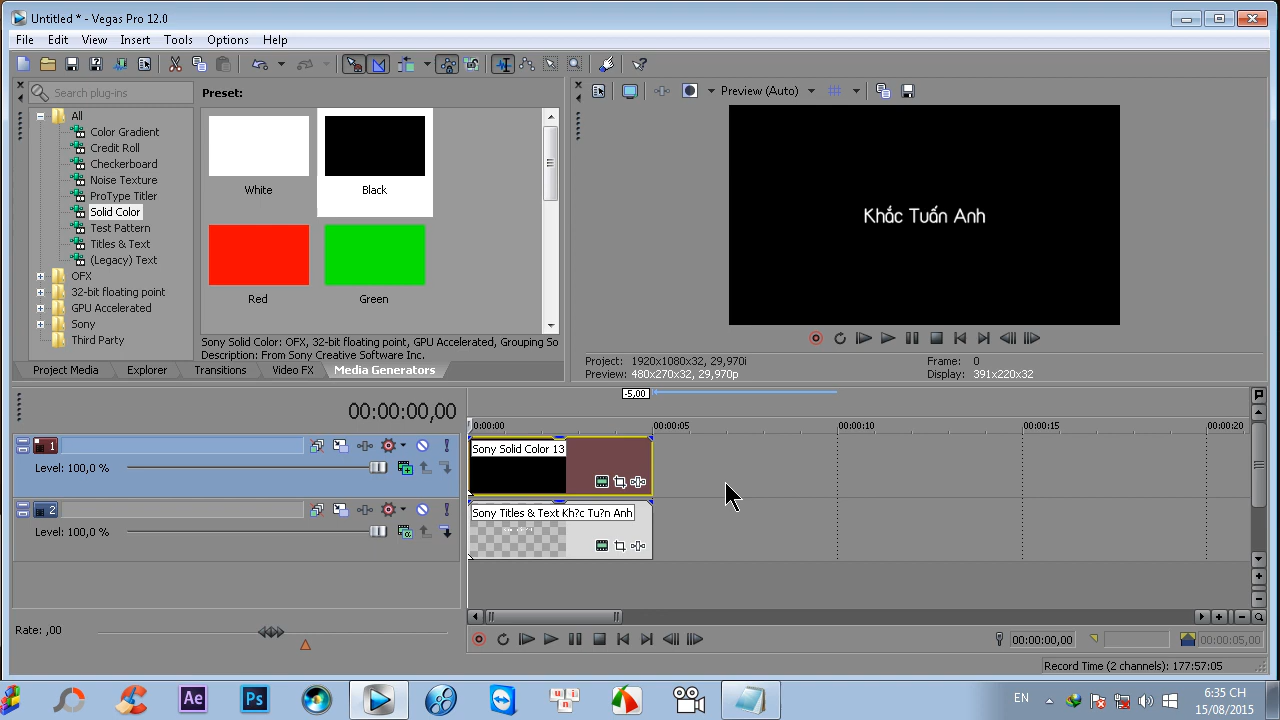 Untitled * - Vegas Pro 12.0
File Edit View Insert Tools Options Help
Search plug-ins
All
Color Gradient
Credit Roll
Checkerboard
Noise Texture
ProType Titler
Solid Color
Test Pattern
Titles & Text
(Legacy) Text
OFX
32-bit floating point
GPU Accelerated
Sony
Third Party
Preset:
White
Black
Red
Green
Sony Solid Color: OFX, 32-bit floating point, GPU Accelerated, Grouping So
Description: From Sony Creative Software Inc.
Project Media Explorer Transitions Video FX Media Generators
Preview (Auto)
Khắc Tuấn Anh
Project: 1920x1080x32, 29,970i
Frame: 0
Preview: 480x270x32, 29,970p
Display: 391x220x32
00:00:00,00
-5,00
0:00:00 00:00:05 00:00:10 00:00:15 00:00:20
1
Level: 100,0 %
Sony Solid Color 13
2
Level: 100,0 %
Sony Titles & Text Kh?c Tu?n Anh
Rate: ,00
00:00:00,00
00:00:05,00
Record Time (2 channels): 177:57:05
Ae
Ps
EN
6:35 CH
15/08/2015